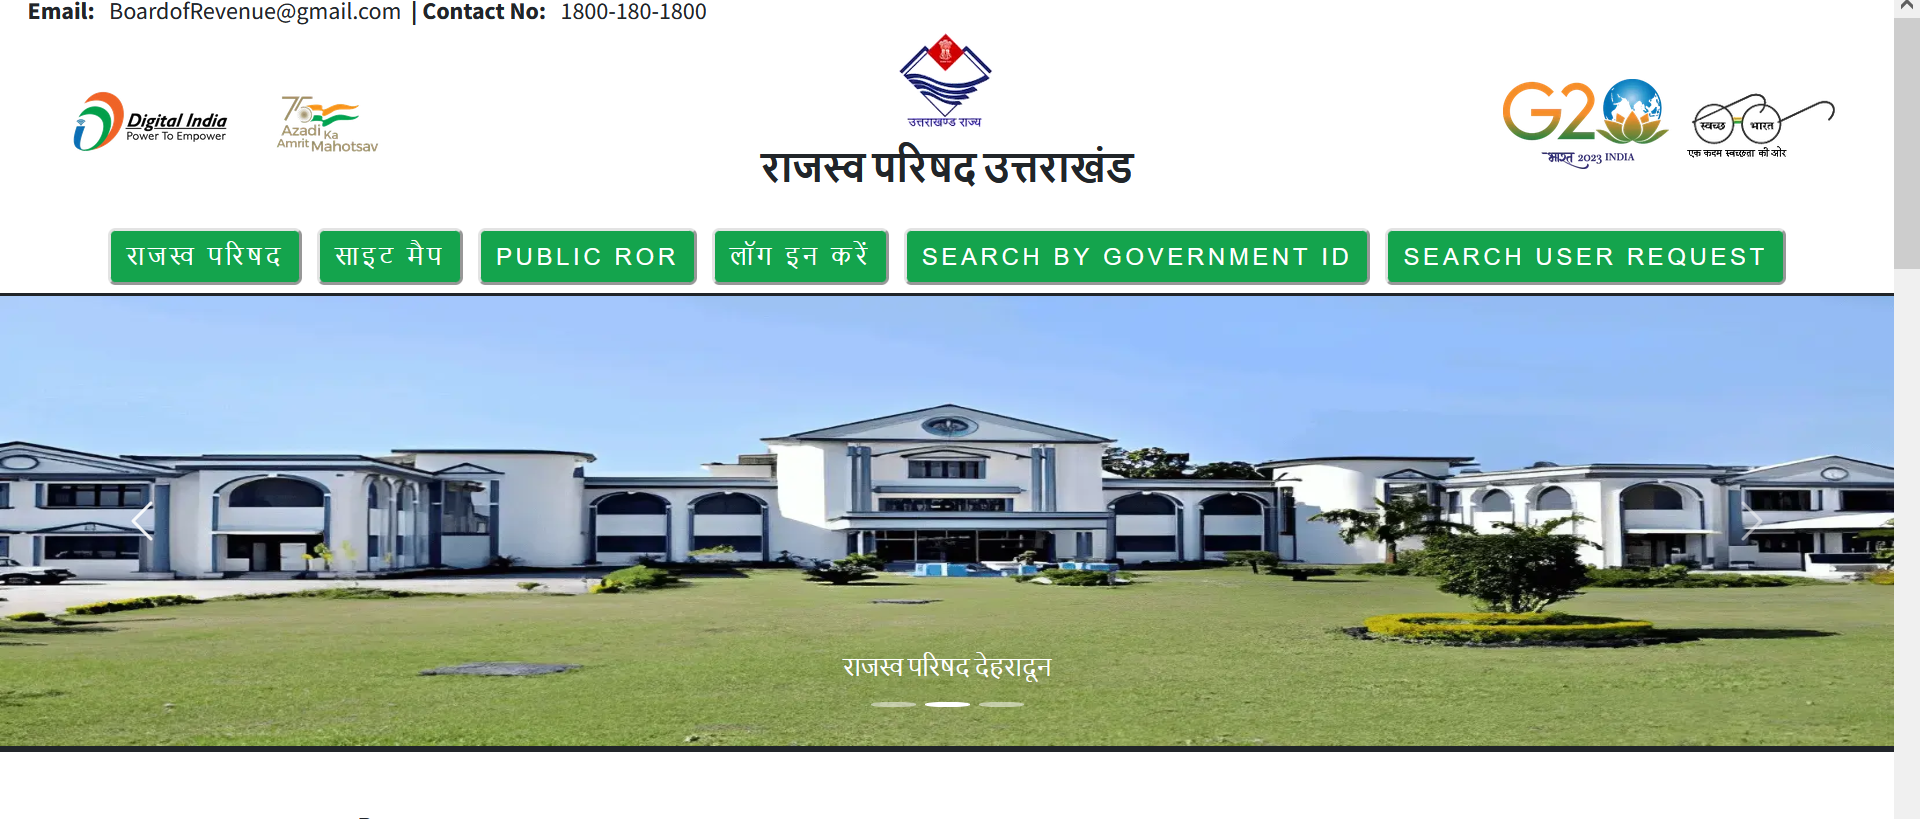 Email: BoardofRevenue@gmail.com | Contact No: 1800-180-1800
Digital India
Power To Empower
75
Azadi Ka
Amrit Mahotsav
उत्तराखण्ड राज्य
राजस्व परिषद उत्तराखंड
G20
भारत 2023 INDIA
स्वच्छ भारत
एक कदम स्वच्छता की ओर
राजस्व परिषद
साइट मैप
PUBLIC ROR
लॉग इन करें
SEARCH BY GOVERNMENT ID
SEARCH USER REQUEST
राजस्व परिषद देहरादून